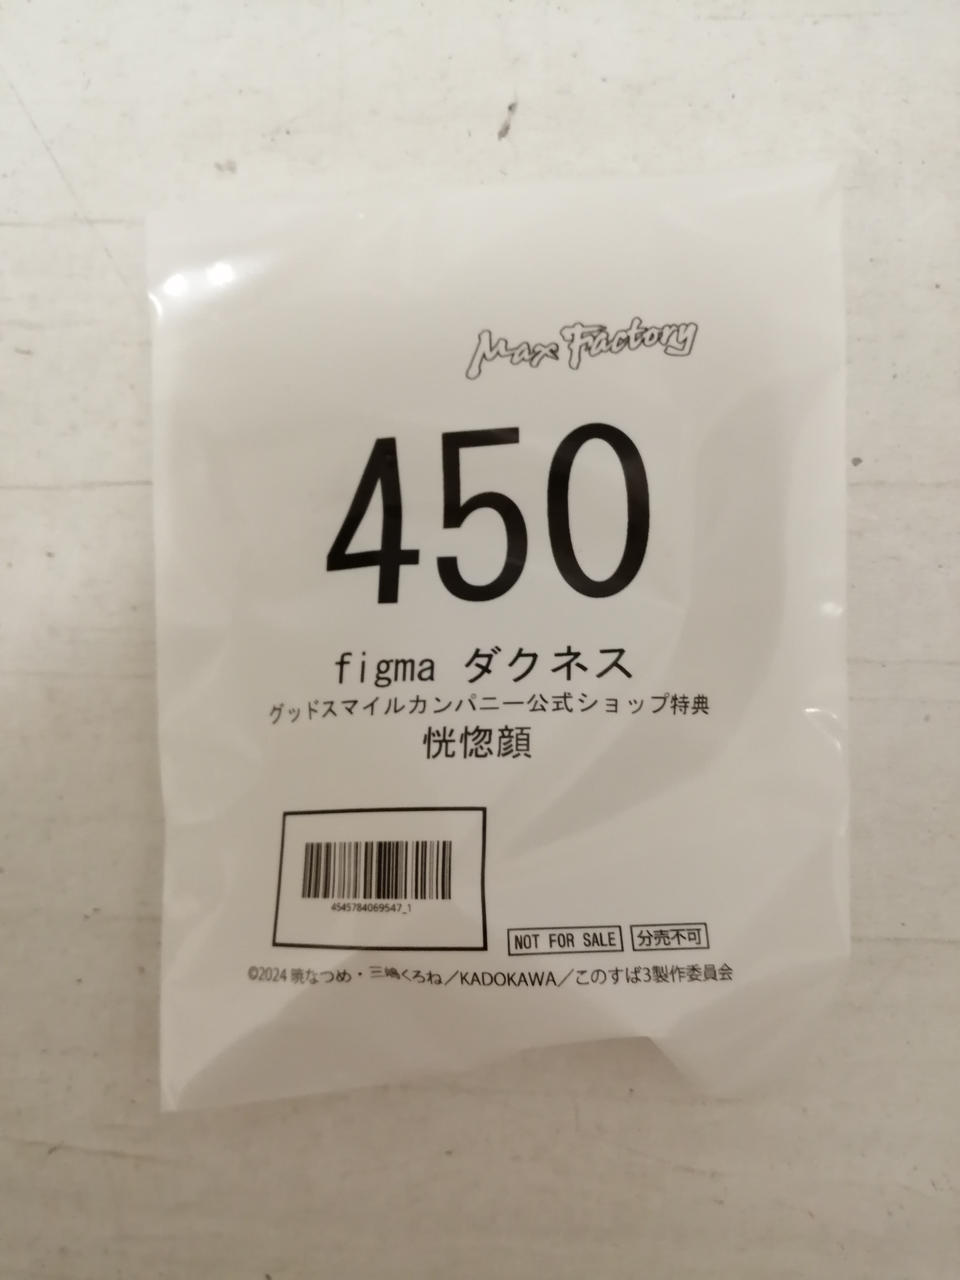 Max Factory
450
figma ダクネス
グッドスマイルカンパニー公式ショップ特典
恍惚顔
4545784069547_1
NOT FOR SALE 分売不可
©2024 暁なつめ・三嶋くろね／KADOKAWA／このすば3製作委員会